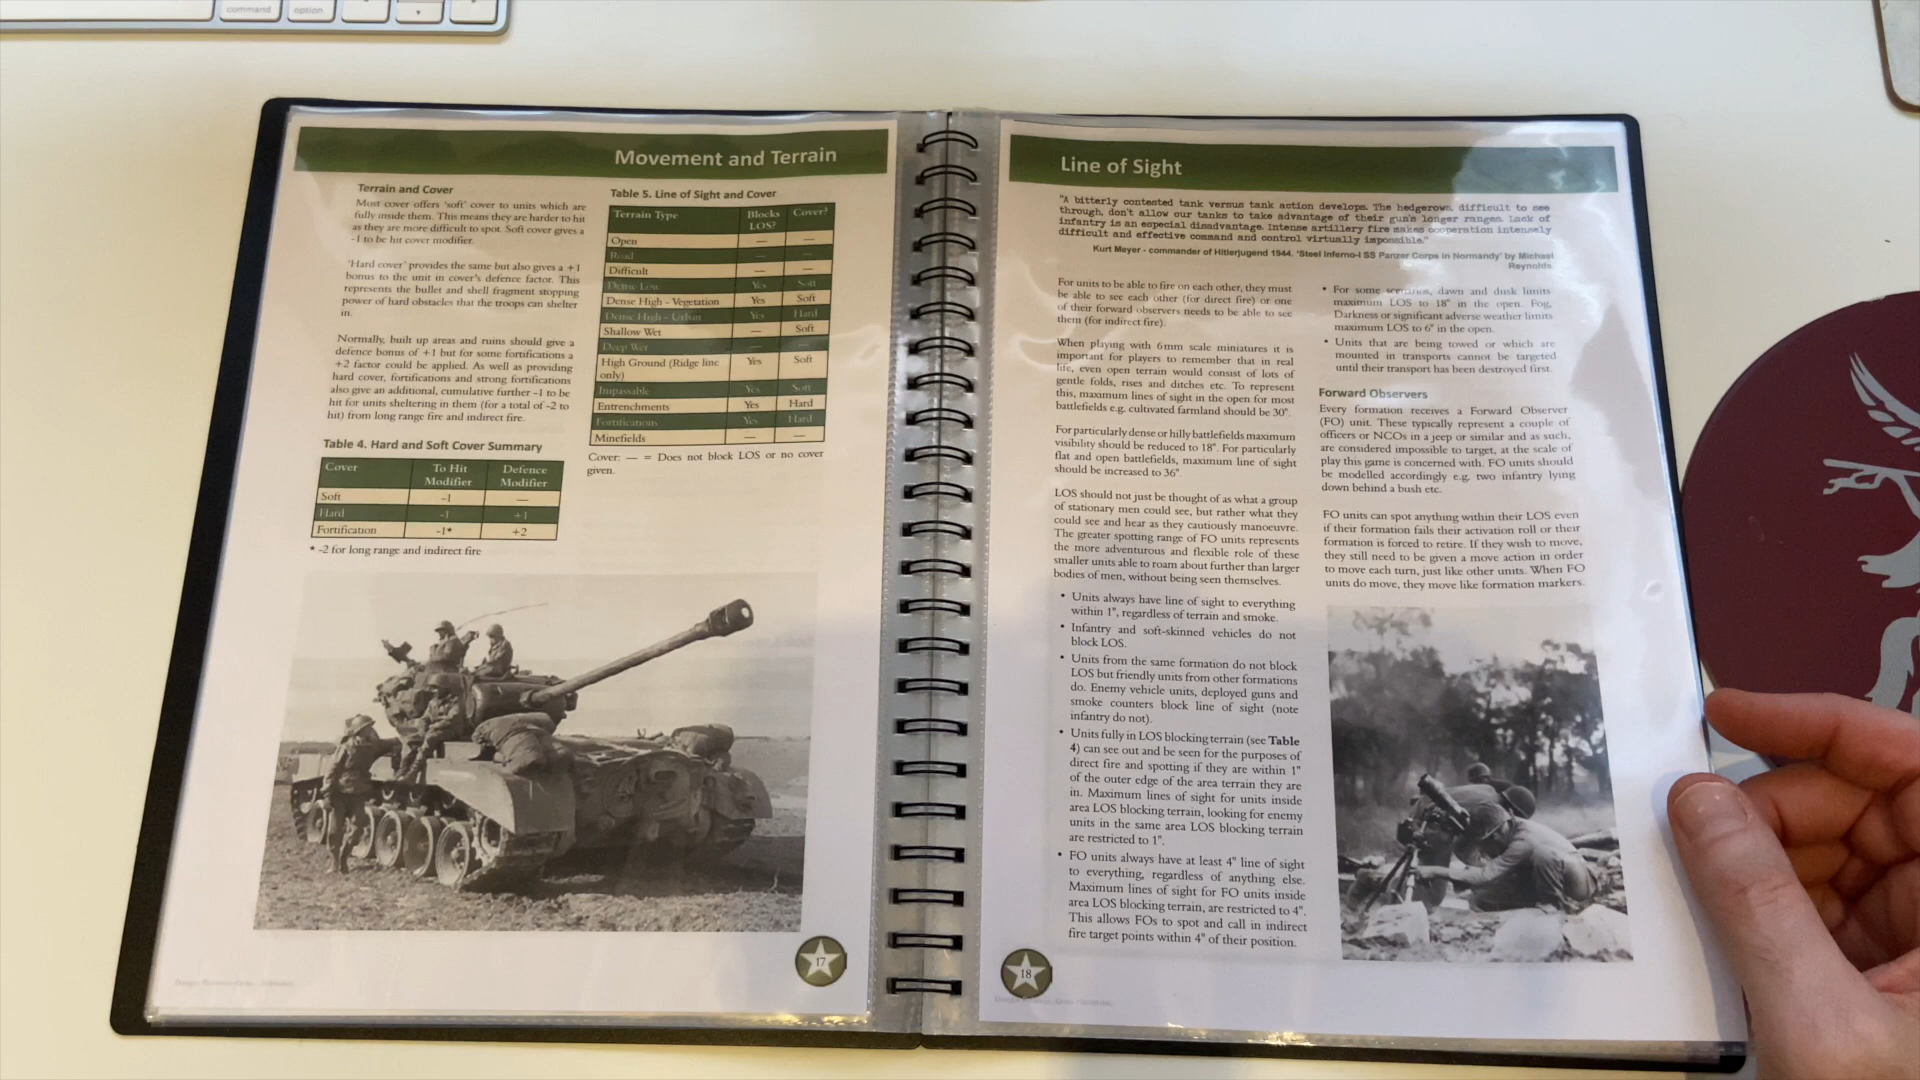 command
option
Movement and Terrain
Terrain and Cover
Most cover offers 'soft' cover to units which are
fully inside them. This means they are harder to hit
as they are more difficult to spot. Soft cover gives a
-1 to be hit cover modifier.
'Hard cover' provides the same but also gives a +1
bonus to the unit in cover's defence factor. This
represents the bullet and shell fragment stopping
power of hard obstacles that the troops can shelter
in.
Normally, built up areas and ruins should give a
defence bonus of +1 but for some fortifications a
+2 factor could be applied. As well as providing
hard cover, fortifications and strong fortifications
also give an additional, cumulative further -1 to be
hit for units sheltering in them (for a total of -2 to
hit) from long range fire and indirect fire.
Table 4. Hard and Soft Cover Summary
Cover To Hit Modifier Defence Modifier
Soft -1 —
Hard -1 +1
Fortification -1* +2
* -2 for long range and indirect fire
Table 5. Line of Sight and Cover
Terrain Type Blocks LOS? Cover?
Open — —
Road — —
Difficult — —
Dense Low Yes Soft
Dense High - Vegetation Yes Soft
Dense High - Urban Yes Hard
Shallow Wet — Soft
Deep Wet — —
High Ground (Ridge line only) Yes Soft
Impassable Yes Soft
Entrenchments Yes Hard
Fortifications Yes Hard
Minefields — —
Cover: — = Does not block LOS or no cover
given.
17
Line of Sight
"A bitterly contested tank versus tank action develops. The hedgerows, difficult to see
through, don't allow our tanks to take advantage of their gun's longer ranges. Lack of
infantry is an especial disadvantage. Intense artillery fire makes cooperation intensely
difficult and effective command and control virtually impossible."
Kurt Meyer - commander of Hitlerjugend 1944. 'Steel Inferno-I SS Panzer Corps in Normandy' by Michael
Reynolds
For units to be able to fire on each other, they must
be able to see each other (for direct fire) or one
of their forward observers needs to be able to see
them (for indirect fire).
When playing with 6mm scale miniatures it is
important for players to remember that in real
life, even open terrain would consist of lots of
gentle folds, rises and ditches etc. To represent
this, maximum lines of sight in the open for most
battlefields e.g. cultivated farmland should be 30".
For particularly dense or hilly battlefields maximum
visibility should be reduced to 18". For particularly
flat and open battlefields, maximum line of sight
should be increased to 36".
LOS should not just be thought of as what a group
of stationary men could see, but rather what they
could see and hear as they cautiously manoeuvre.
The greater spotting range of FO units represents
the more adventurous and flexible role of these
smaller units able to roam about further than larger
bodies of men, without being seen themselves.
• Units always have line of sight to everything
within 1", regardless of terrain and smoke.
• Infantry and soft-skinned vehicles do not
block LOS.
• Units from the same formation do not block
LOS but friendly units from other formations
do. Enemy vehicle units, deployed guns and
smoke counters block line of sight (note
infantry do not).
• Units fully in LOS blocking terrain (see Table
4) can see out and be seen for the purposes of
direct fire and spotting if they are within 1"
of the outer edge of the area terrain they are
in. Maximum lines of sight for units inside
area LOS blocking terrain, looking for enemy
units in the same area LOS blocking terrain
are restricted to 1".
• FO units always have at least 4" line of sight
to everything, regardless of anything else.
Maximum lines of sight for FO units inside
area LOS blocking terrain, are restricted to 4".
This allows FOs to spot and call in indirect
fire target points within 4" of their position.
• For some scenarios, dawn and dusk limits
maximum LOS to 18" in the open. Fog,
Darkness or significant adverse weather limits
maximum LOS to 6" in the open.
• Units that are being towed or which are
mounted in transports cannot be targeted
until their transport has been destroyed first.
Forward Observers
Every formation receives a Forward Observer
(FO) unit. These typically represent a couple of
officers or NCOs in a jeep or similar and as such,
are considered impossible to target, at the scale of
play this game is concerned with. FO units should
be modelled accordingly e.g. two infantry lying
down behind a bush etc.
FO units can spot anything within their LOS even
if their formation fails their activation roll or their
formation is forced to retire. If they wish to move,
they still need to be given a move action in order
to move each turn, just like other units. When FO
units do move, they move like formation markers.
18